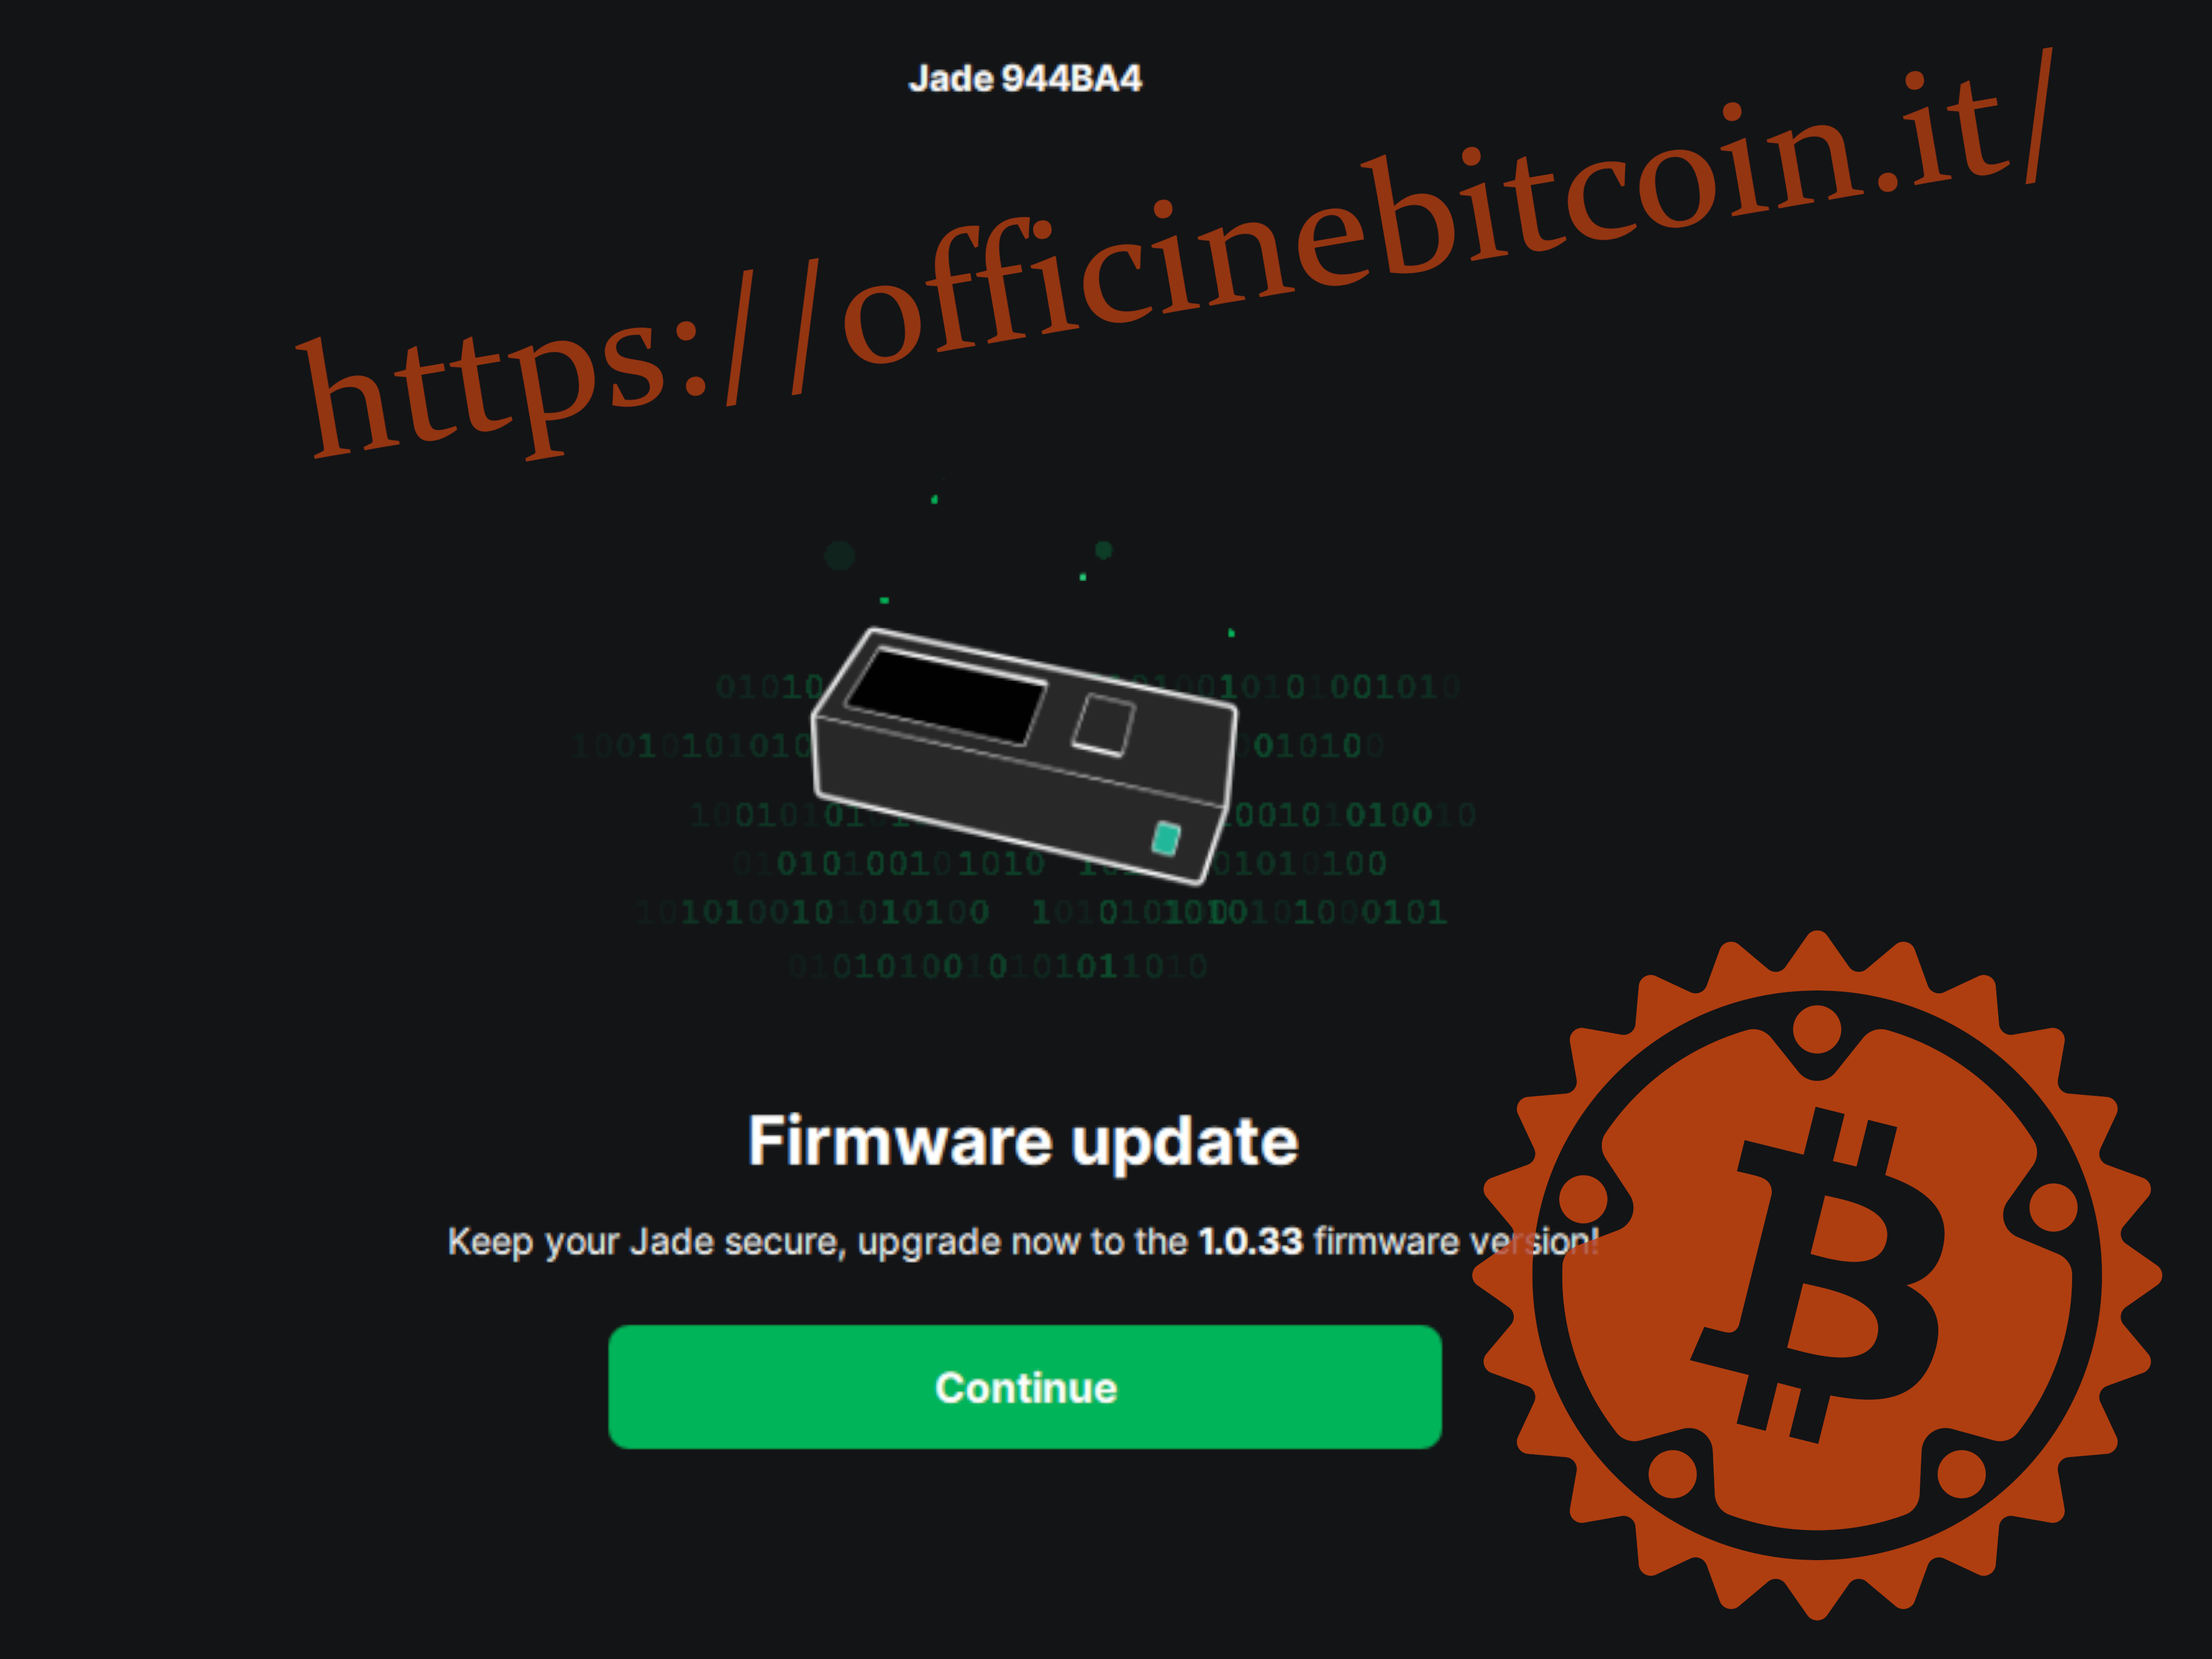 Jade 944BA4
https://officinebitcoin.it/
Firmware update
Keep your Jade secure, upgrade now to the 1.0.33 firmware version!
Continue